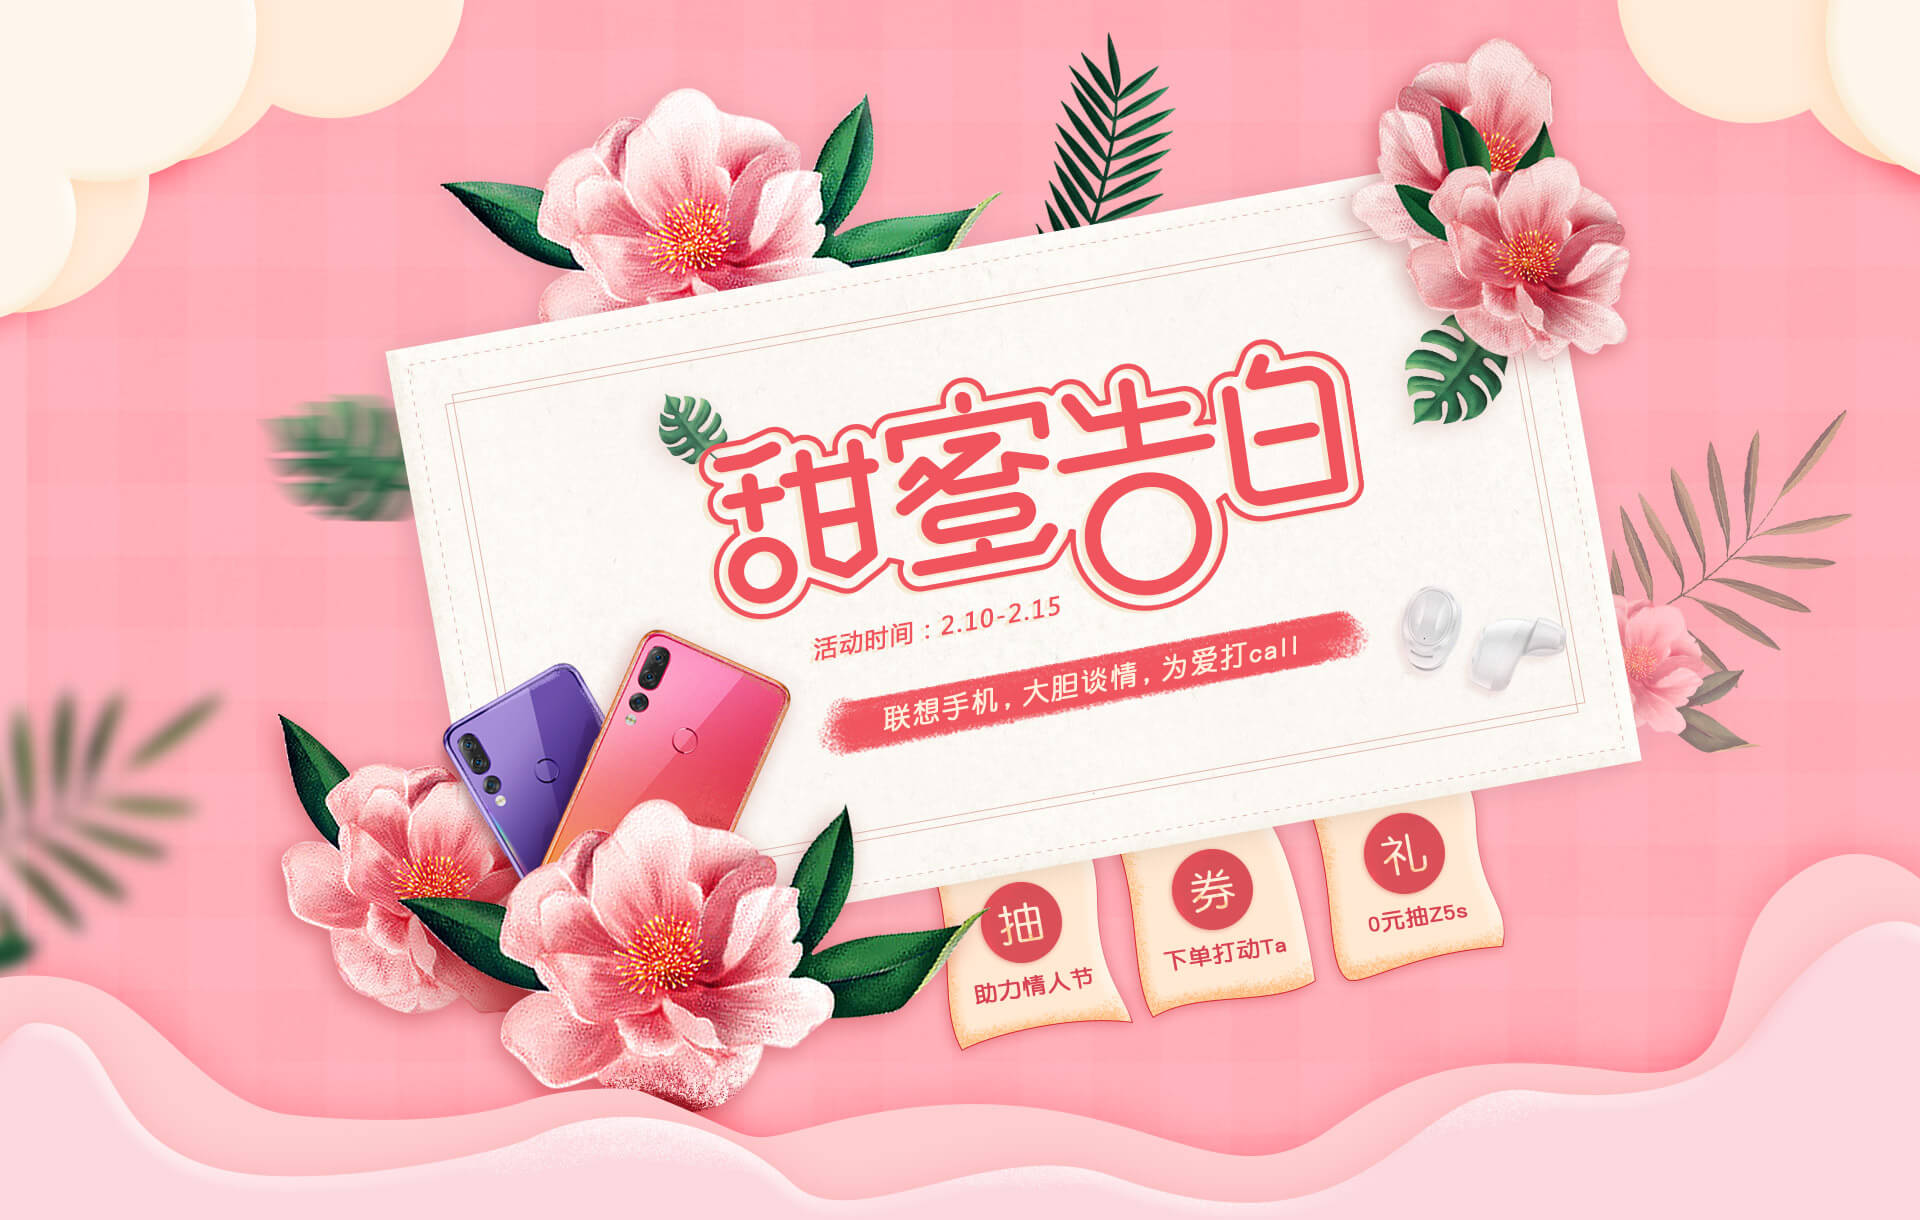 甜蜜告白
活动时间：2.10-2.15
联想手机，大胆谈情，为爱打call
抽
助力情人节
券
下单打动Ta
礼
0元抽Z5s